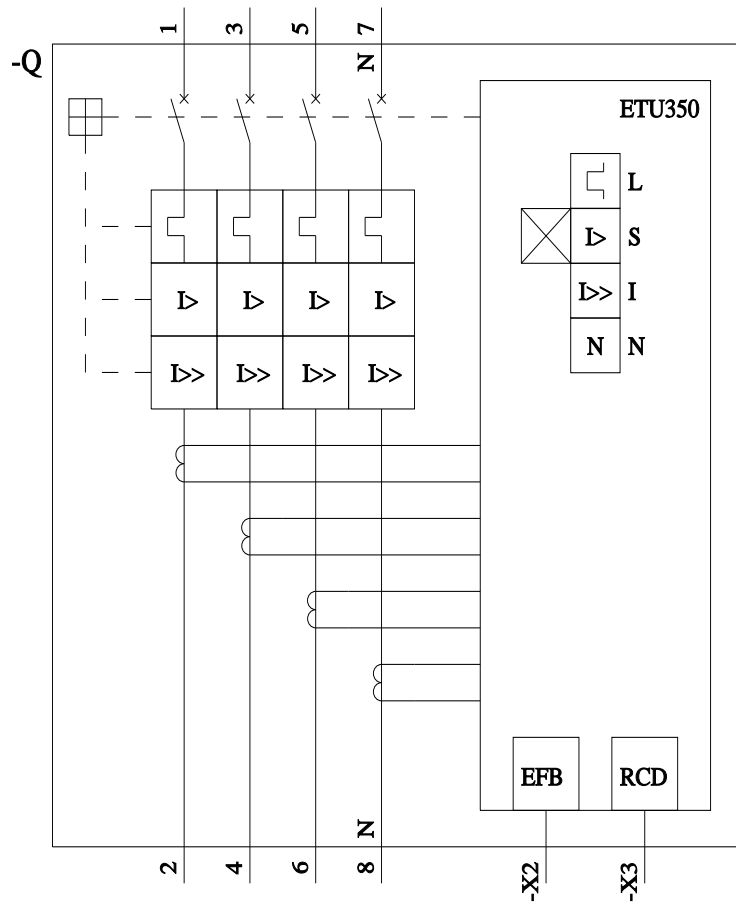 1 3 5 7
-Q N
ETU350
L
I> S
I> I> I> I> I>> I
N N
I>> I>> I>> I>>
EFB RCD
N
2 4 6 8 -X2 -X3